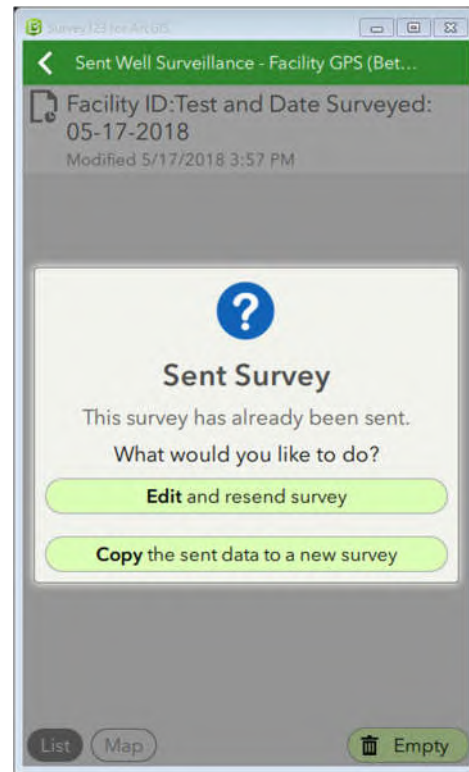 Survey123 for ArcGIS
Sent Well Surveillance - Facility GPS (Bet...
Facility ID:Test and Date Surveyed:
05-17-2018
Modified 5/17/2018 3:57 PM
?
Sent Survey
This survey has already been sent.
What would you like to do?
Edit and resend survey
Copy the sent data to a new survey
List Map Empty